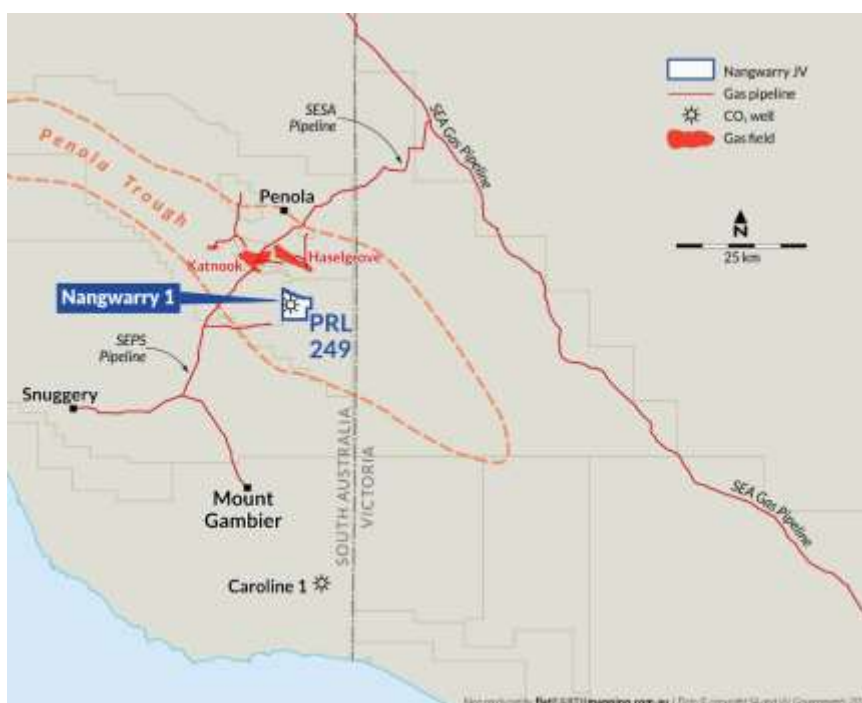 Nangwarry JV
Gas pipeline
CO₂ well
Gas field
N
25 km
SESA
Pipeline
SEA Gas Pipeline
Penola Trough
Penola
Katnook
Haselgrove
Nangwarry 1
PRL
249
SEPS
Pipeline
Snuggery
Mount
Gambier
SOUTH AUSTRALIA
VICTORIA
SEA Gas Pipeline
Caroline 1